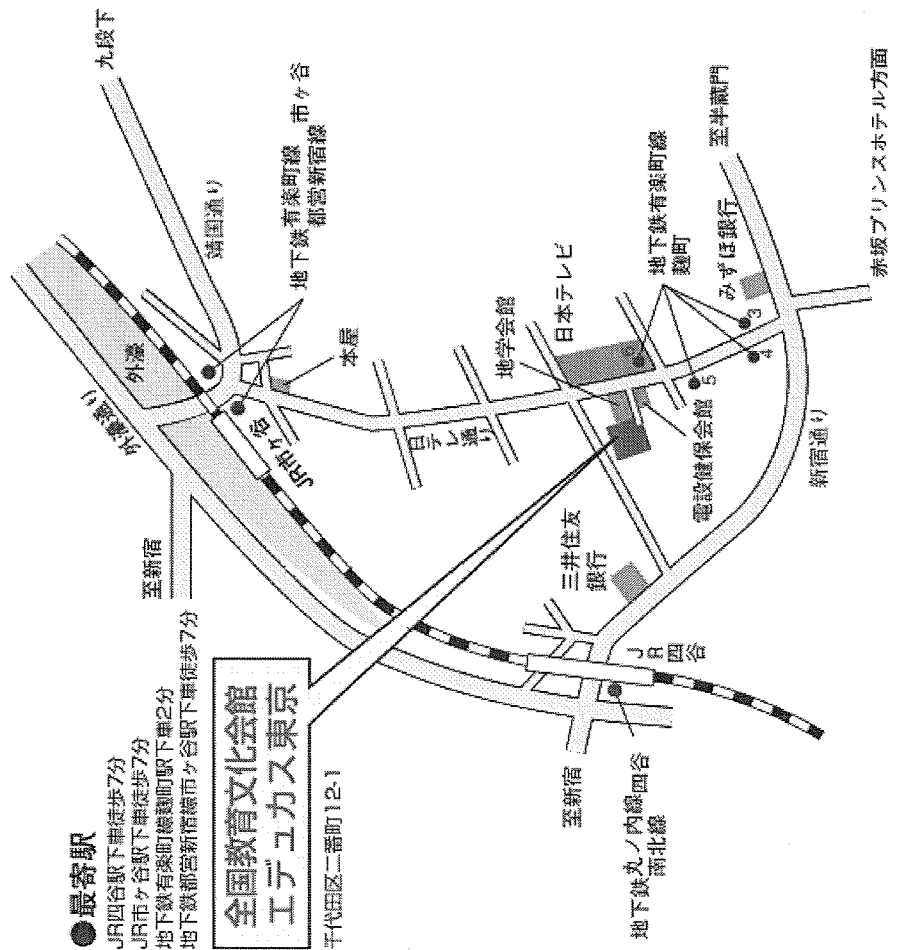 ●最寄駅
JR四谷駅下車徒歩7分
JR市ヶ谷駅下車徒歩7分
地下鉄有楽町線麹町駅下車2分
地下鉄都営新宿線市ヶ谷駅下車徒歩7分
全国教育文化会館
エデュカス東京
千代田区二番町12-1
九段下
靖国通り
地下鉄有楽町線
都営新宿線
市ヶ谷
外濠
外濠通り
至新宿
JR市ヶ谷
本屋
日テレ
通り
地学会館
日本テレビ
地下鉄有楽町線
麹町
みずほ銀行
至半蔵門
赤坂プリンスホテル方面
6
5
4
3
電設健保会館
三井住友
銀行
新宿通り
JR
四谷
至新宿
地下鉄丸ノ内線
南北線
四谷